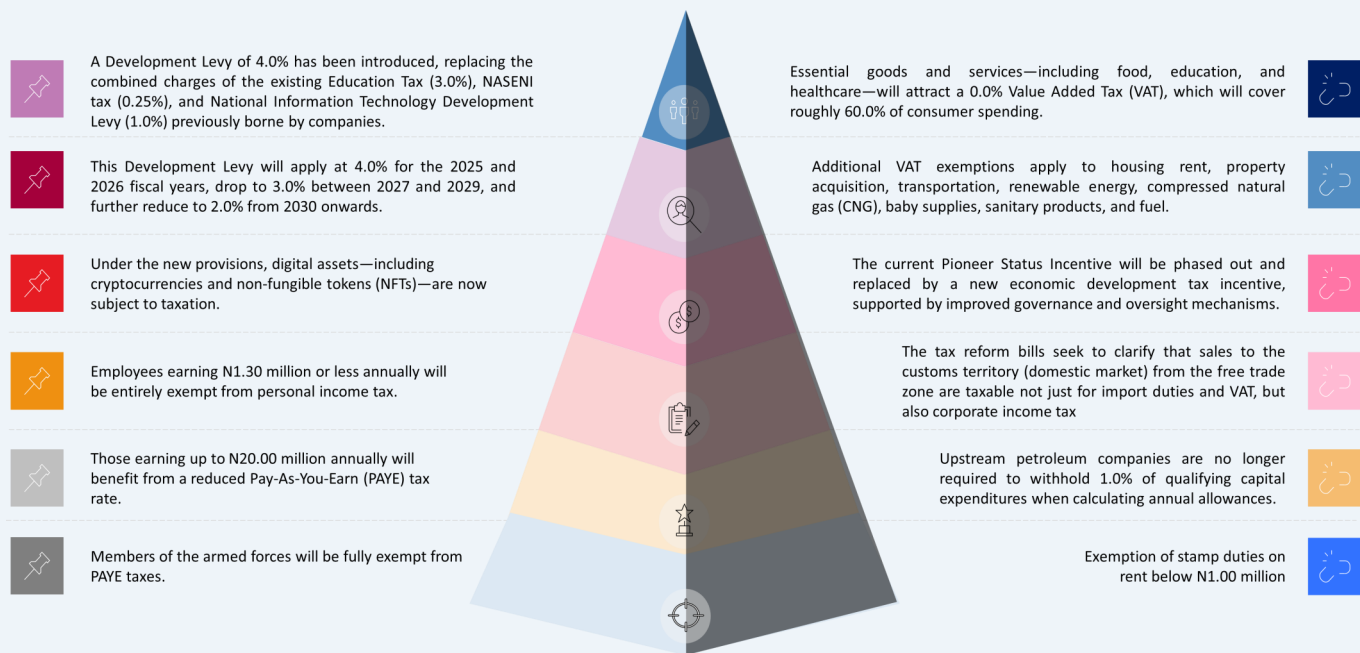 A Development Levy of 4.0% has been introduced, replacing the
combined charges of the existing Education Tax (3.0%), NASENI
tax (0.25%), and National Information Technology Development
Levy (1.0%) previously borne by companies.
This Development Levy will apply at 4.0% for the 2025 and
2026 fiscal years, drop to 3.0% between 2027 and 2029, and
further reduce to 2.0% from 2030 onwards.
Under the new provisions, digital assets—including
cryptocurrencies and non-fungible tokens (NFTs)—are now
subject to taxation.
Employees earning N1.30 million or less annually will
be entirely exempt from personal income tax.
Those earning up to N20.00 million annually will
benefit from a reduced Pay-As-You-Earn (PAYE) tax
rate.
Members of the armed forces will be fully exempt from
PAYE taxes.
Essential goods and services—including food, education, and
healthcare—will attract a 0.0% Value Added Tax (VAT), which will cover
roughly 60.0% of consumer spending.
Additional VAT exemptions apply to housing rent, property
acquisition, transportation, renewable energy, compressed natural
gas (CNG), baby supplies, sanitary products, and fuel.
The current Pioneer Status Incentive will be phased out and
replaced by a new economic development tax incentive,
supported by improved governance and oversight mechanisms.
The tax reform bills seek to clarify that sales to the
customs territory (domestic market) from the free trade
zone are taxable not just for import duties and VAT, but
also corporate income tax
Upstream petroleum companies are no longer
required to withhold 1.0% of qualifying capital
expenditures when calculating annual allowances.
Exemption of stamp duties on
rent below N1.00 million